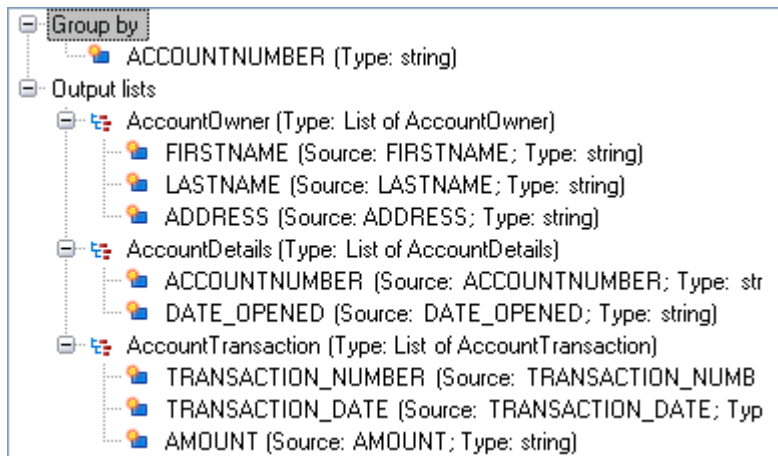 Group by
ACCOUNTNUMBER (Type: string)
Output lists
AccountOwner (Type: List of AccountOwner)
FIRSTNAME (Source: FIRSTNAME; Type: string)
LASTNAME (Source: LASTNAME; Type: string)
ADDRESS (Source: ADDRESS; Type: string)
AccountDetails (Type: List of AccountDetails)
ACCOUNTNUMBER (Source: ACCOUNTNUMBER; Type: str
DATE_OPENED (Source: DATE_OPENED; Type: string)
AccountTransaction (Type: List of AccountTransaction)
TRANSACTION_NUMBER (Source: TRANSACTION_NUMB
TRANSACTION_DATE (Source: TRANSACTION_DATE; Typ
AMOUNT (Source: AMOUNT; Type: string)